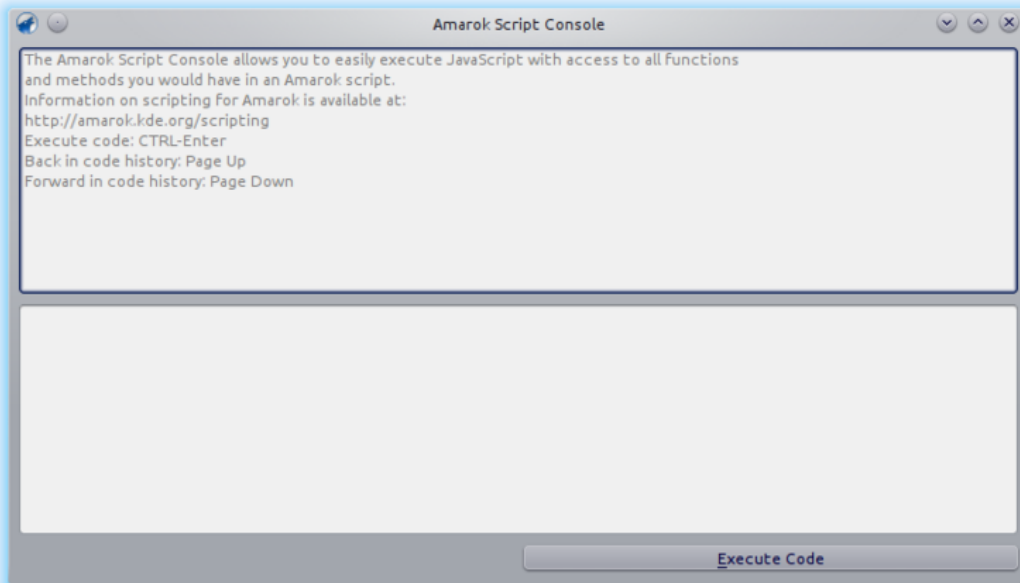 Amarok Script Console
The Amarok Script Console allows you to easily execute JavaScript with access to all functions
and methods you would have in an Amarok script.
Information on scripting for Amarok is available at:
http://amarok.kde.org/scripting
Execute code: CTRL-Enter
Back in code history: Page Up
Forward in code history: Page Down
Execute Code